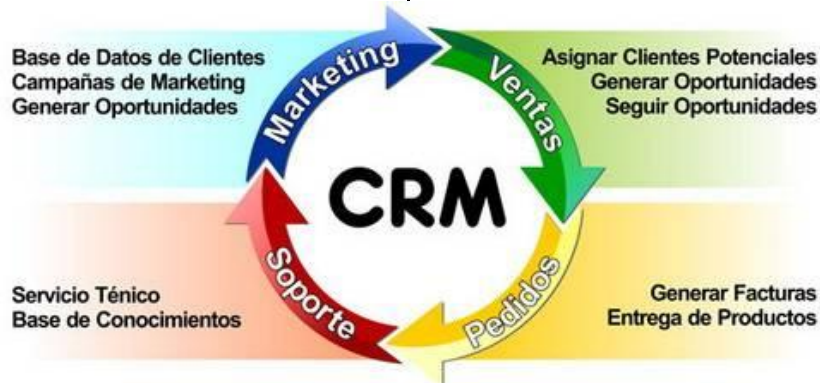 Base de Datos de Clientes
Campañas de Marketing
Generar Oportunidades
Marketing
Ventas
Asignar Clientes Potenciales
Generar Oportunidades
Seguir Oportunidades
CRM
Servicio Ténico
Base de Conocimientos
Soporte
Pedidos
Generar Facturas
Entrega de Productos